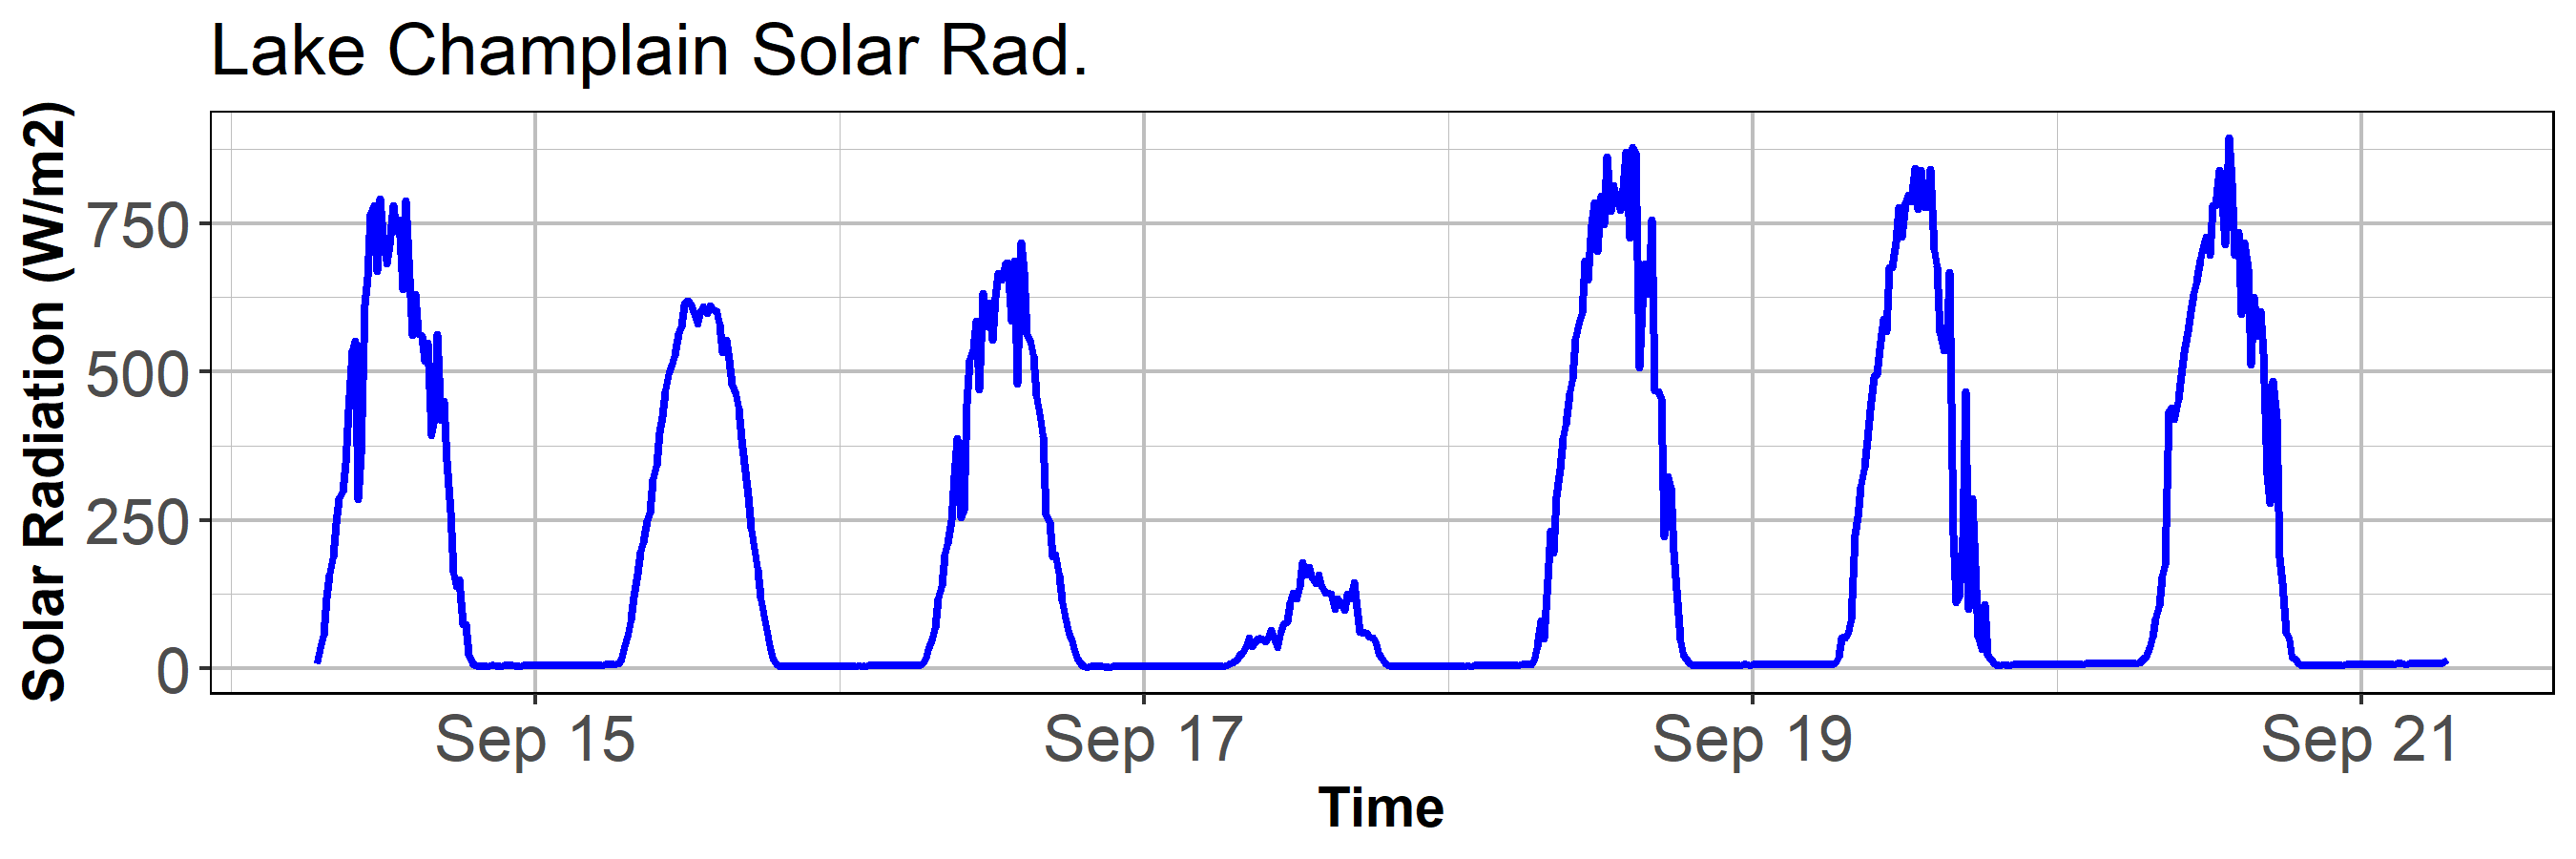 Lake Champlain Solar Rad.
Solar Radiation (W/m2)
750
500
250
0
Sep 15 Sep 17 Sep 19 Sep 21
Time